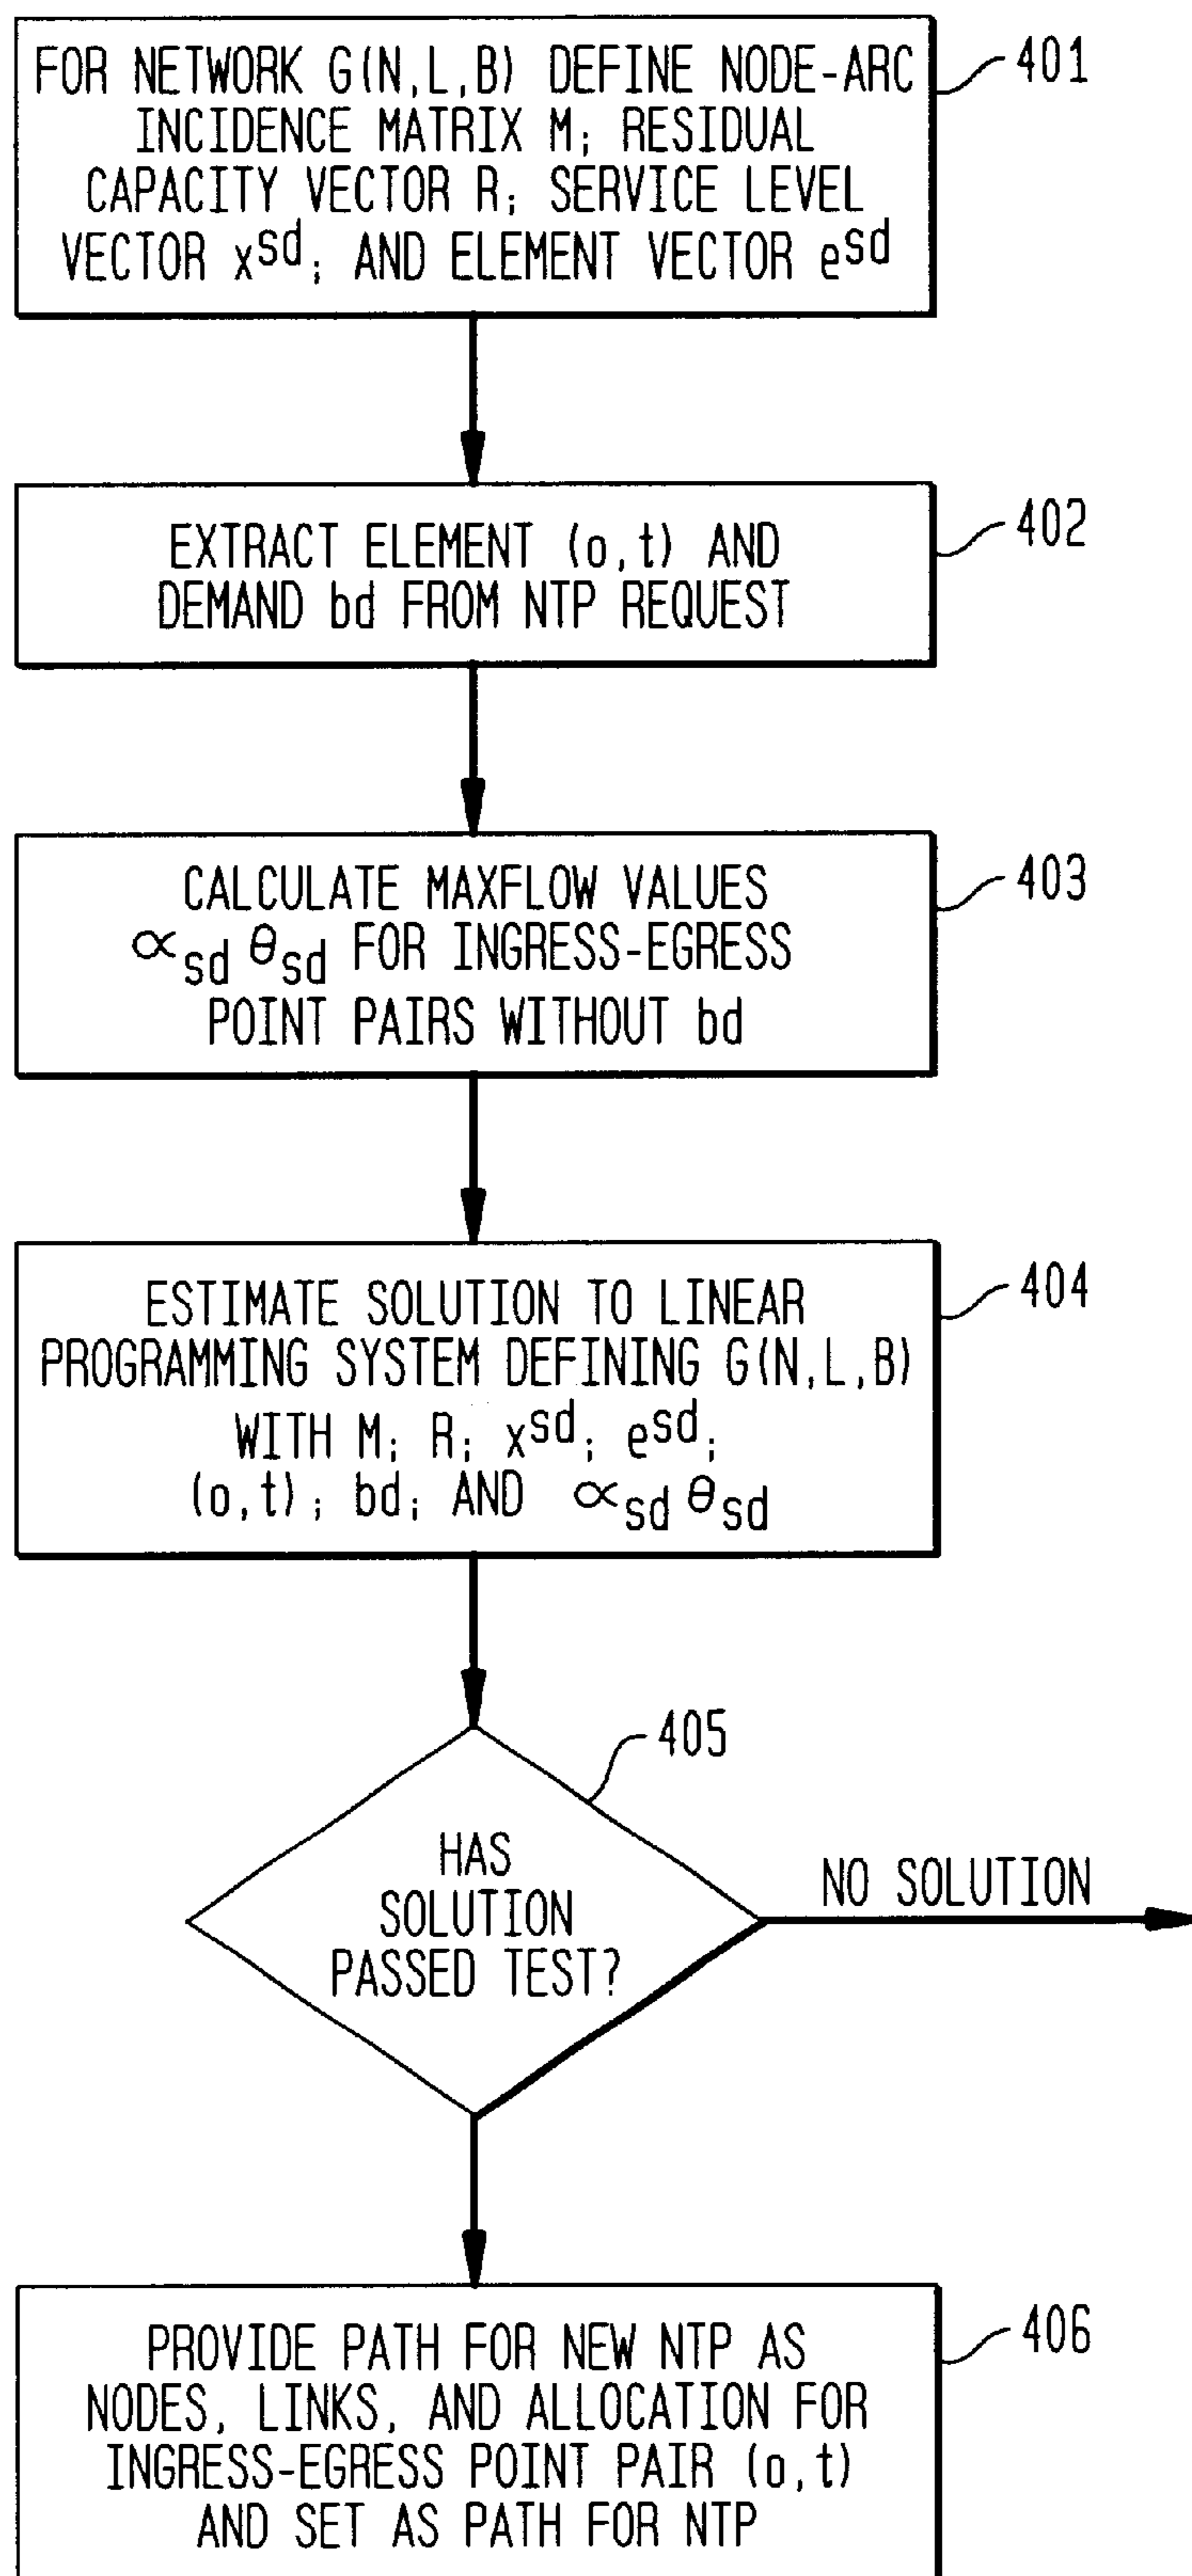 FOR NETWORK G(N,L,B) DEFINE NODE-ARC
INCIDENCE MATRIX M; RESIDUAL
CAPACITY VECTOR R; SERVICE LEVEL
VECTOR x^sd; AND ELEMENT VECTOR e^sd
401
EXTRACT ELEMENT (o,t) AND
DEMAND bd FROM NTP REQUEST
402
CALCULATE MAXFLOW VALUES
∝sd θsd FOR INGRESS-EGRESS
POINT PAIRS WITHOUT bd
403
ESTIMATE SOLUTION TO LINEAR
PROGRAMMING SYSTEM DEFINING G(N,L,B)
WITH M; R; x^sd; e^sd;
(o,t); bd; AND ∝sd θsd
404
HAS
SOLUTION
PASSED TEST?
405
NO SOLUTION
PROVIDE PATH FOR NEW NTP AS
NODES, LINKS, AND ALLOCATION FOR
INGRESS-EGRESS POINT PAIR (o,t)
AND SET AS PATH FOR NTP
406